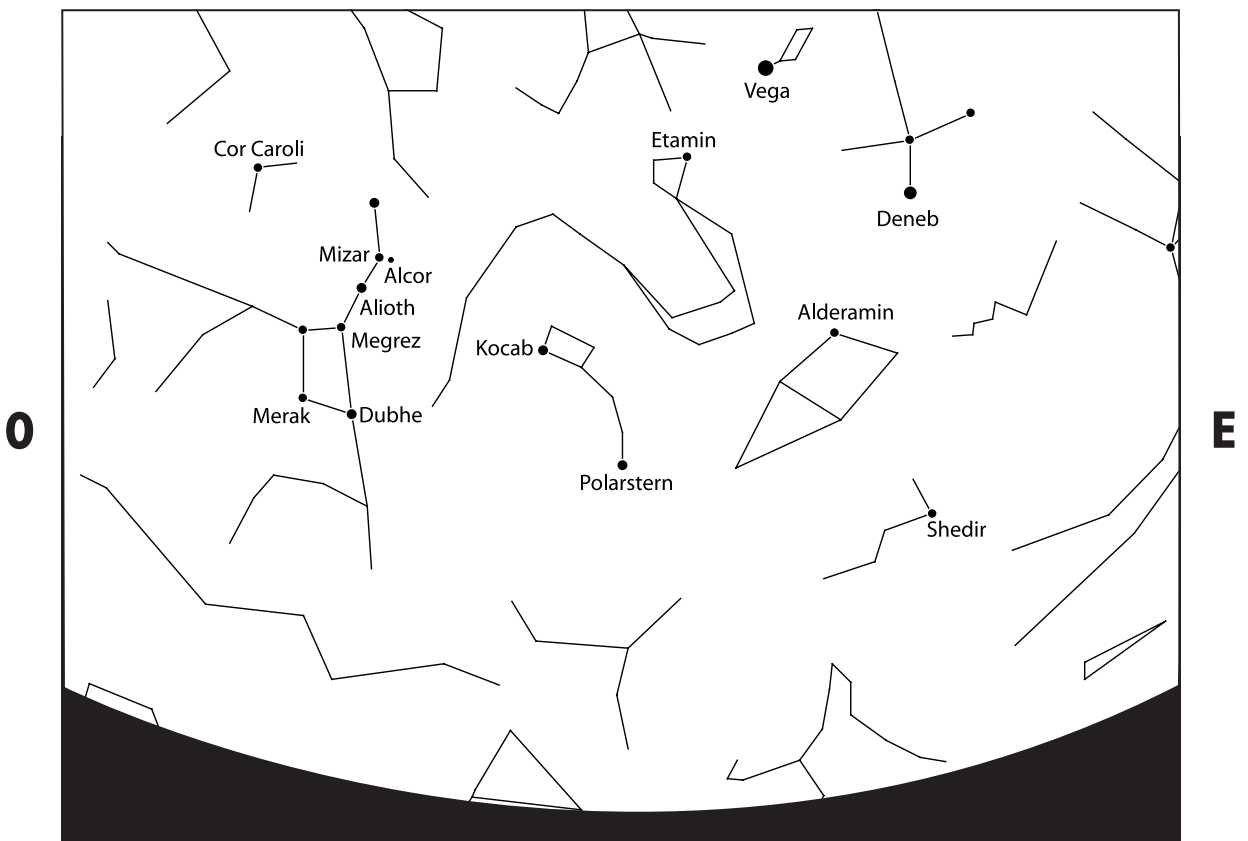 Vega
Etamin
Cor Caroli
Deneb
Mizar
Alcor
Alioth
Alderamin
Megrez
Kocab
Merak
Dubhe
O
E
Polarstern
Shedir